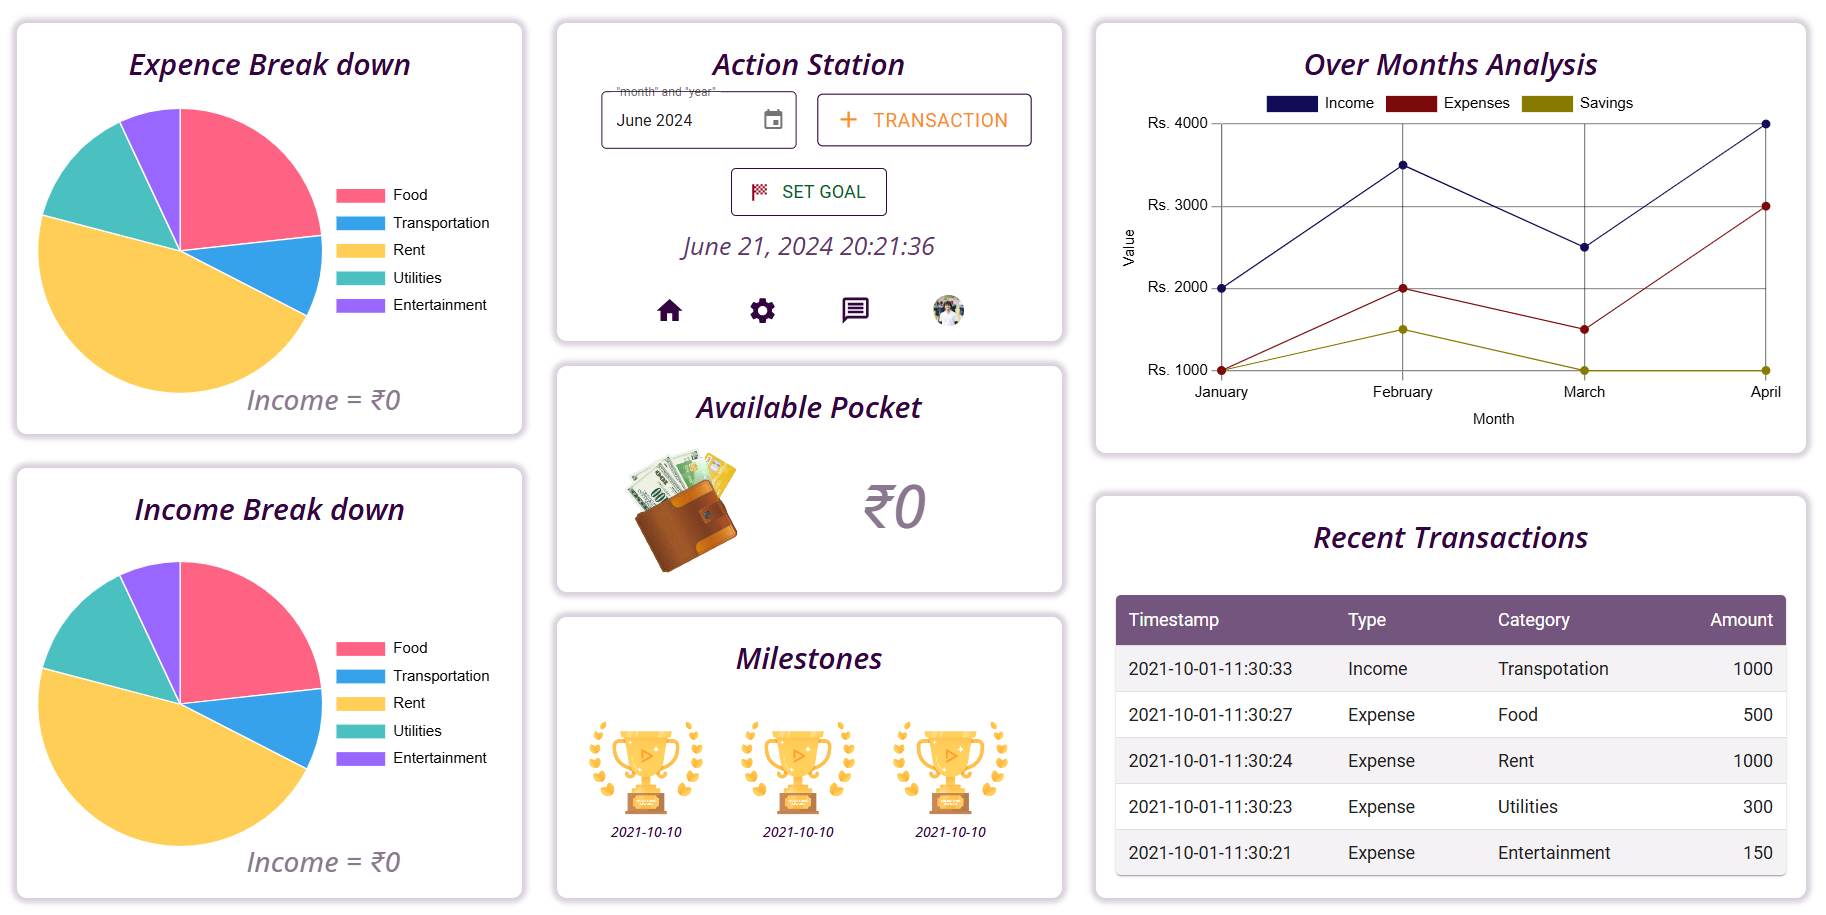 Expence Break down
Food
Transportation
Rent
Utilities
Entertainment
Income = ₹0
Income Break down
Food
Transportation
Rent
Utilities
Entertainment
Income = ₹0
Action Station
"month" and "year"
June 2024
TRANSACTION
SET GOAL
June 21, 2024 20:21:36
Available Pocket
₹0
Milestones
2021-10-10 2021-10-10 2021-10-10
Over Months Analysis
Income Expenses Savings
Rs. 4000
Rs. 3000
Rs. 2000
Rs. 1000
Value
January February March April
Month
Recent Transactions
Timestamp Type Category Amount
2021-10-01-11:30:33 Income Transpotation 1000
2021-10-01-11:30:27 Expense Food 500
2021-10-01-11:30:24 Expense Rent 1000
2021-10-01-11:30:23 Expense Utilities 300
2021-10-01-11:30:21 Expense Entertainment 150